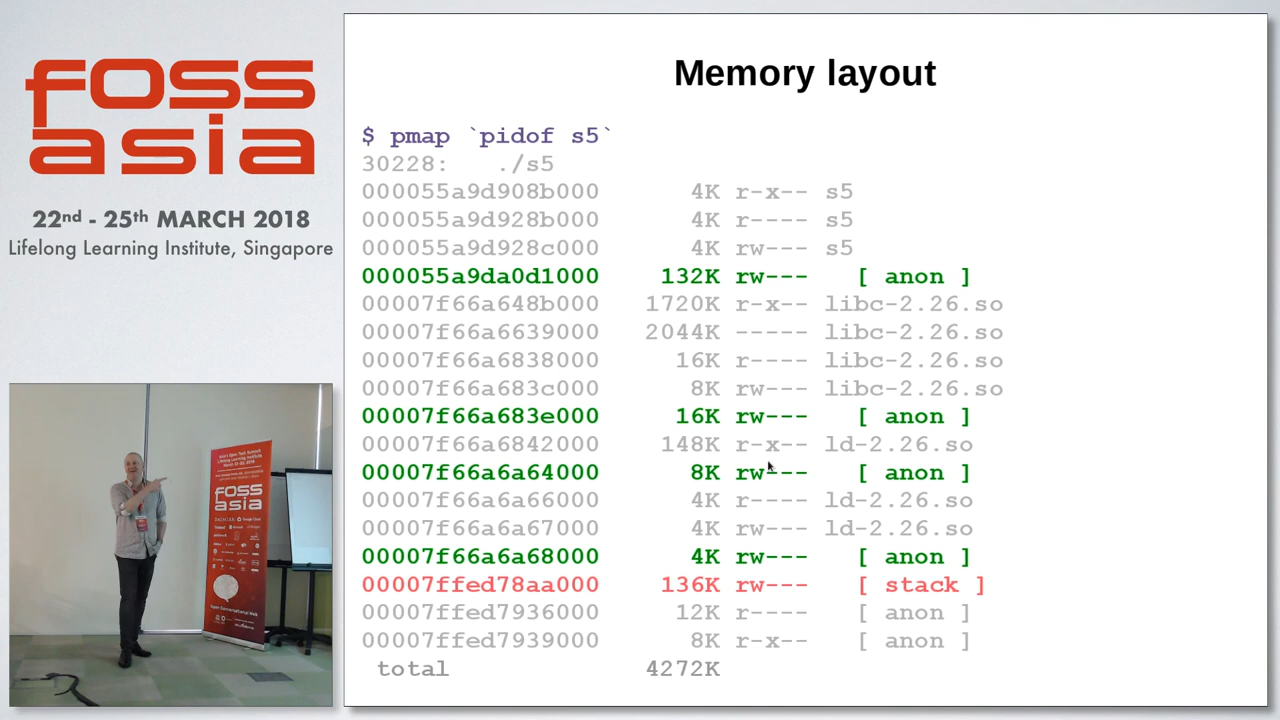 foss
asia
22nd - 25th MARCH 2018
Lifelong Learning Institute, Singapore
Memory layout
$ pmap `pidof s5`
30228:   ./s5
000055a9d908b000 4K r-x-- s5
000055a9d928b000 4K r---- s5
000055a9d928c000 4K rw--- s5
000055a9da0d1000 132K rw--- [ anon ]
00007f66a648b000 1720K r-x-- libc-2.26.so
00007f66a6639000 2044K ----- libc-2.26.so
00007f66a6838000 16K r---- libc-2.26.so
00007f66a683c000 8K rw--- libc-2.26.so
00007f66a683e000 16K rw--- [ anon ]
00007f66a6842000 148K r-x-- ld-2.26.so
00007f66a6a64000 8K rw--- [ anon ]
00007f66a6a66000 4K r---- ld-2.26.so
00007f66a6a67000 4K rw--- ld-2.26.so
00007f66a6a68000 4K rw--- [ anon ]
00007ffed78aa000 136K rw--- [ stack ]
00007ffed7936000 12K r---- [ anon ]
00007ffed7939000 8K r-x-- [ anon ]
total 4272K
foss
asia